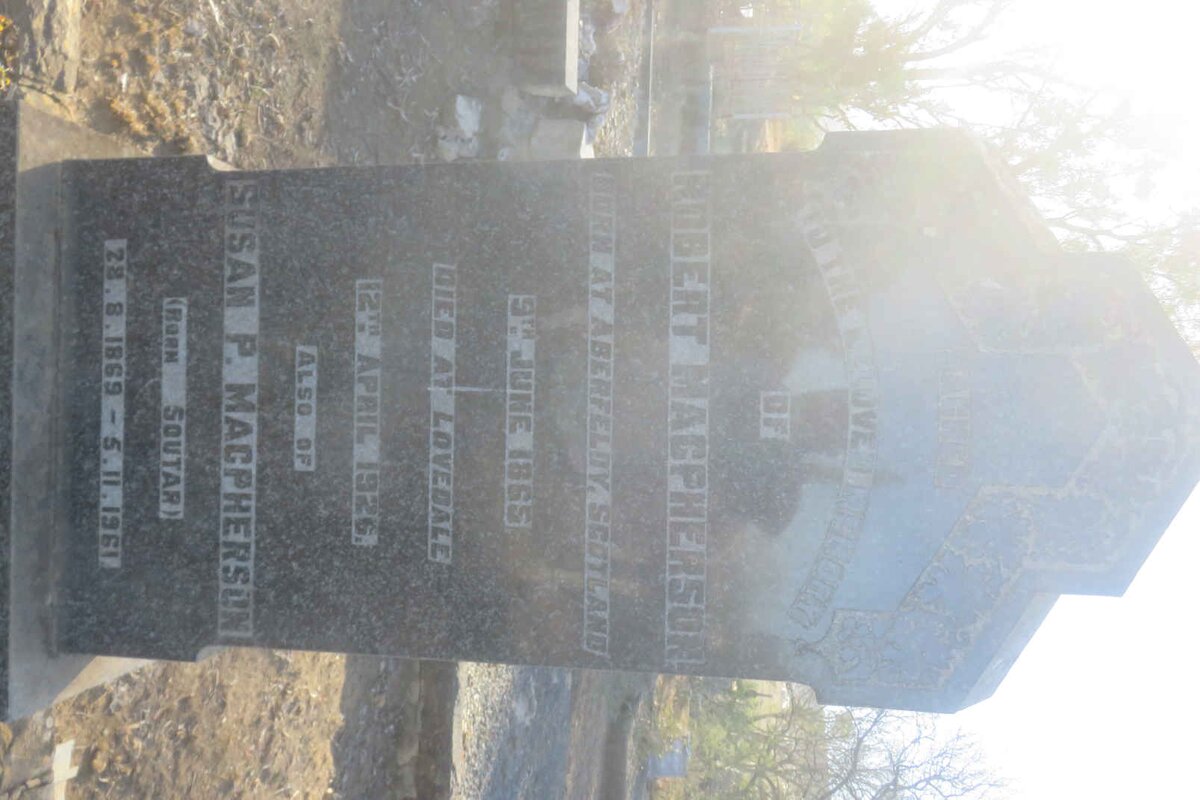 OF
ROBERT MACPHERSON
BORN AT ABERFELDY, SCOTLAND
9TH JUNE 1865
DIED AT LOVEDALE
12TH APRIL 1926
ALSO OF
SUSAN P. MACPHERSON
(BORN SOUTAR)
28.8.1869 – 5.11.1961